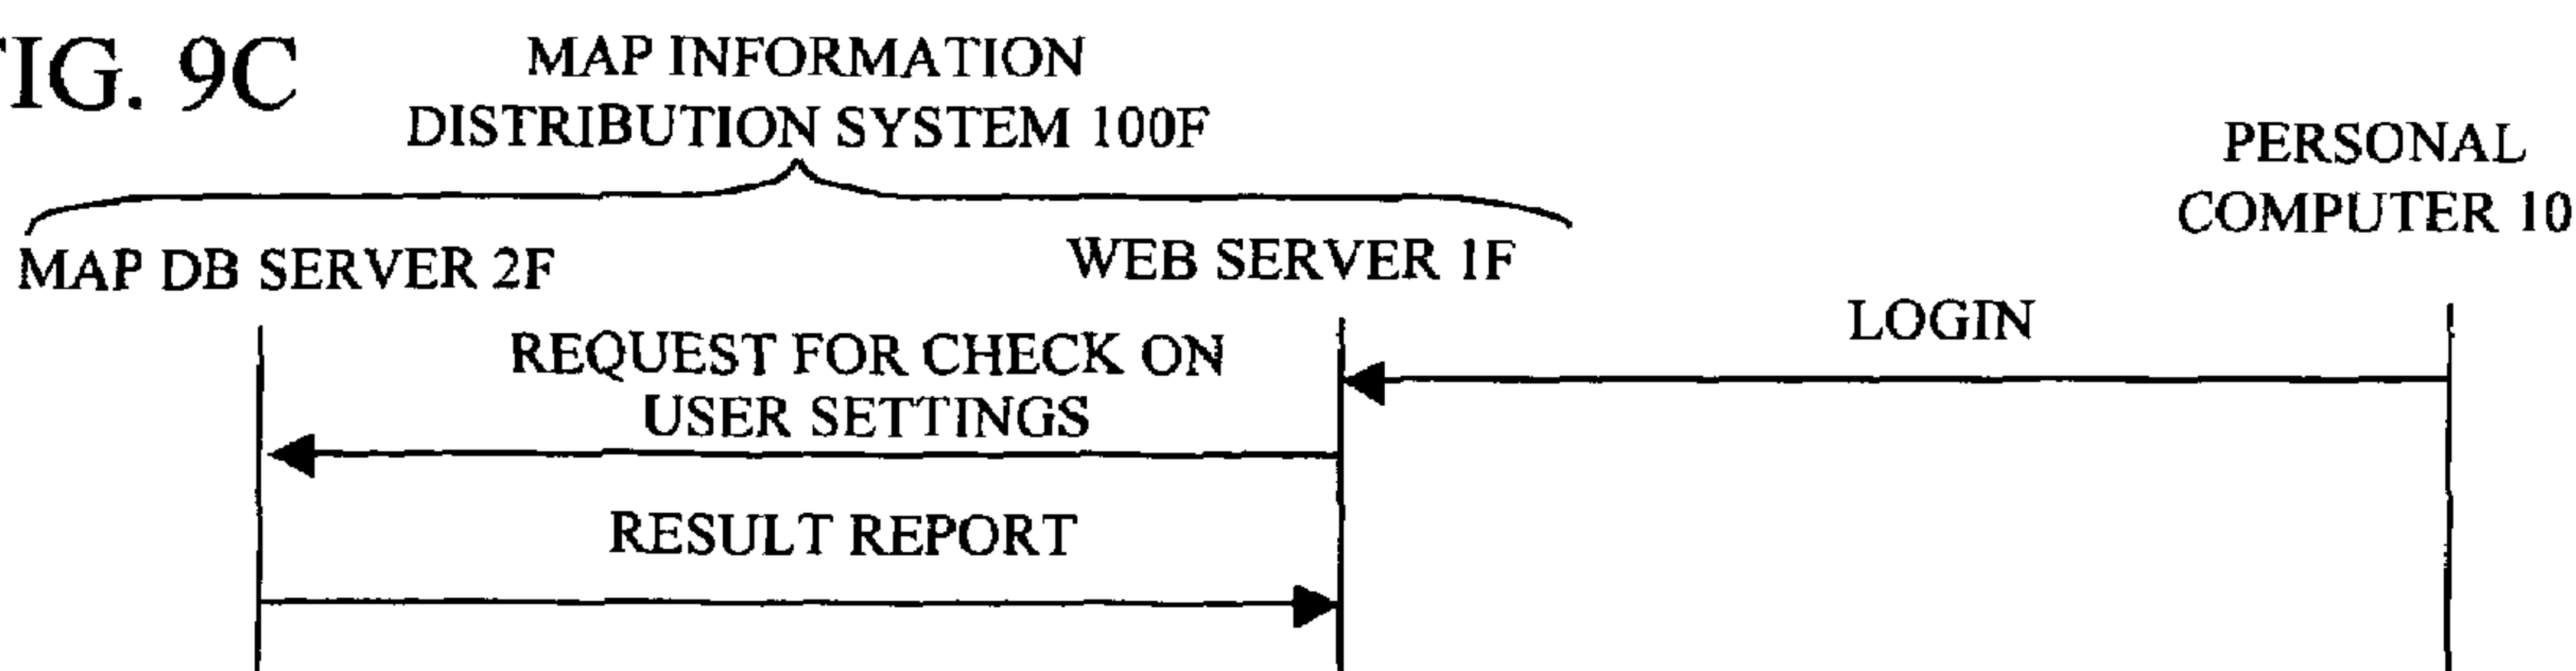 FIG. 9C
MAP INFORMATION
DISTRIBUTION SYSTEM 100F
PERSONAL
COMPUTER 10
MAP DB SERVER 2F
WEB SERVER 1F
LOGIN
REQUEST FOR CHECK ON
USER SETTINGS
RESULT REPORT